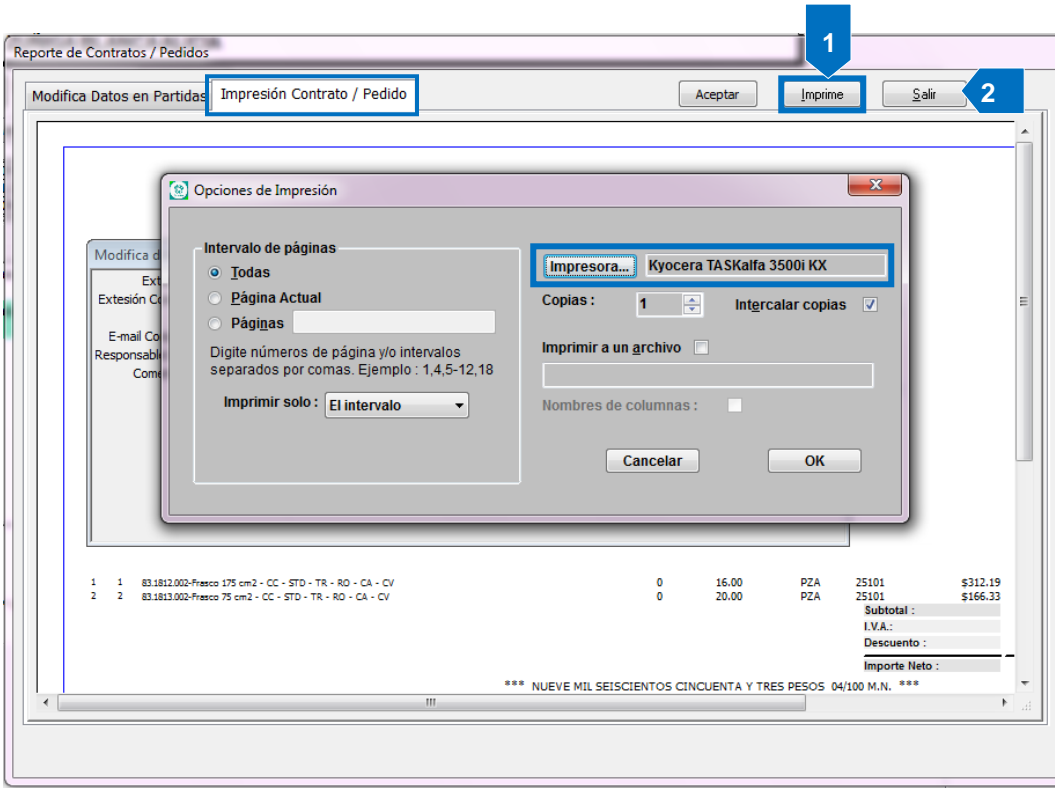 1
Reporte de Contratos / Pedidos
Modifica Datos en Partidas
Impresión Contrato / Pedido
Aceptar
Imprime
Salir
2
Opciones de Impresión
Modifica d
Ext
Extesión Co
E-mail Co
Responsabl
Come
Intervalo de páginas
Todas
Página Actual
Páginas
Digite números de página y/o intervalos
separados por comas. Ejemplo : 1,4,5-12,18
Imprimir solo : El intervalo
Impresora... Kyocera TASKalfa 3500i KX
Copias : 1 Intercalar copias
Imprimir a un archivo
Nombres de columnas :
Cancelar OK
1 1 83.1812.002-Frasco 175 cm2 - CC - STD - TR - RO - CA - CV 0 16.00 PZA 25101 $312.19
2 2 83.1813.002-Frasco 75 cm2 - CC - STD - TR - RO - CA - CV 0 20.00 PZA 25101 $166.33
Subtotal :
I.V.A.:
Descuento :
Importe Neto :
*** NUEVE MIL SEISCIENTOS CINCUENTA Y TRES PESOS 04/100 M.N. ***